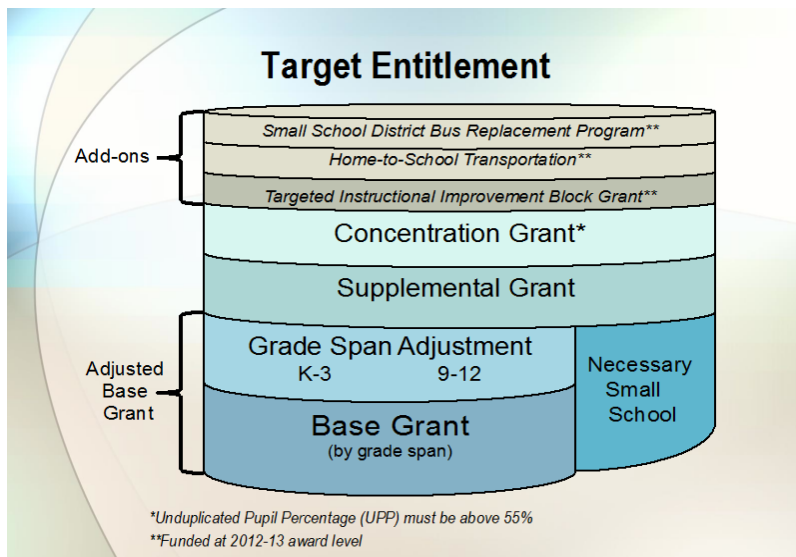 Target Entitlement
Add-ons
Small School District Bus Replacement Program**
Home-to-School Transportation**
Targeted Instructional Improvement Block Grant**
Concentration Grant*
Supplemental Grant
Adjusted
Base
Grant
Grade Span Adjustment
K-3 9-12
Base Grant
(by grade span)
Necessary
Small
School
*Unduplicated Pupil Percentage (UPP) must be above 55%
**Funded at 2012-13 award level